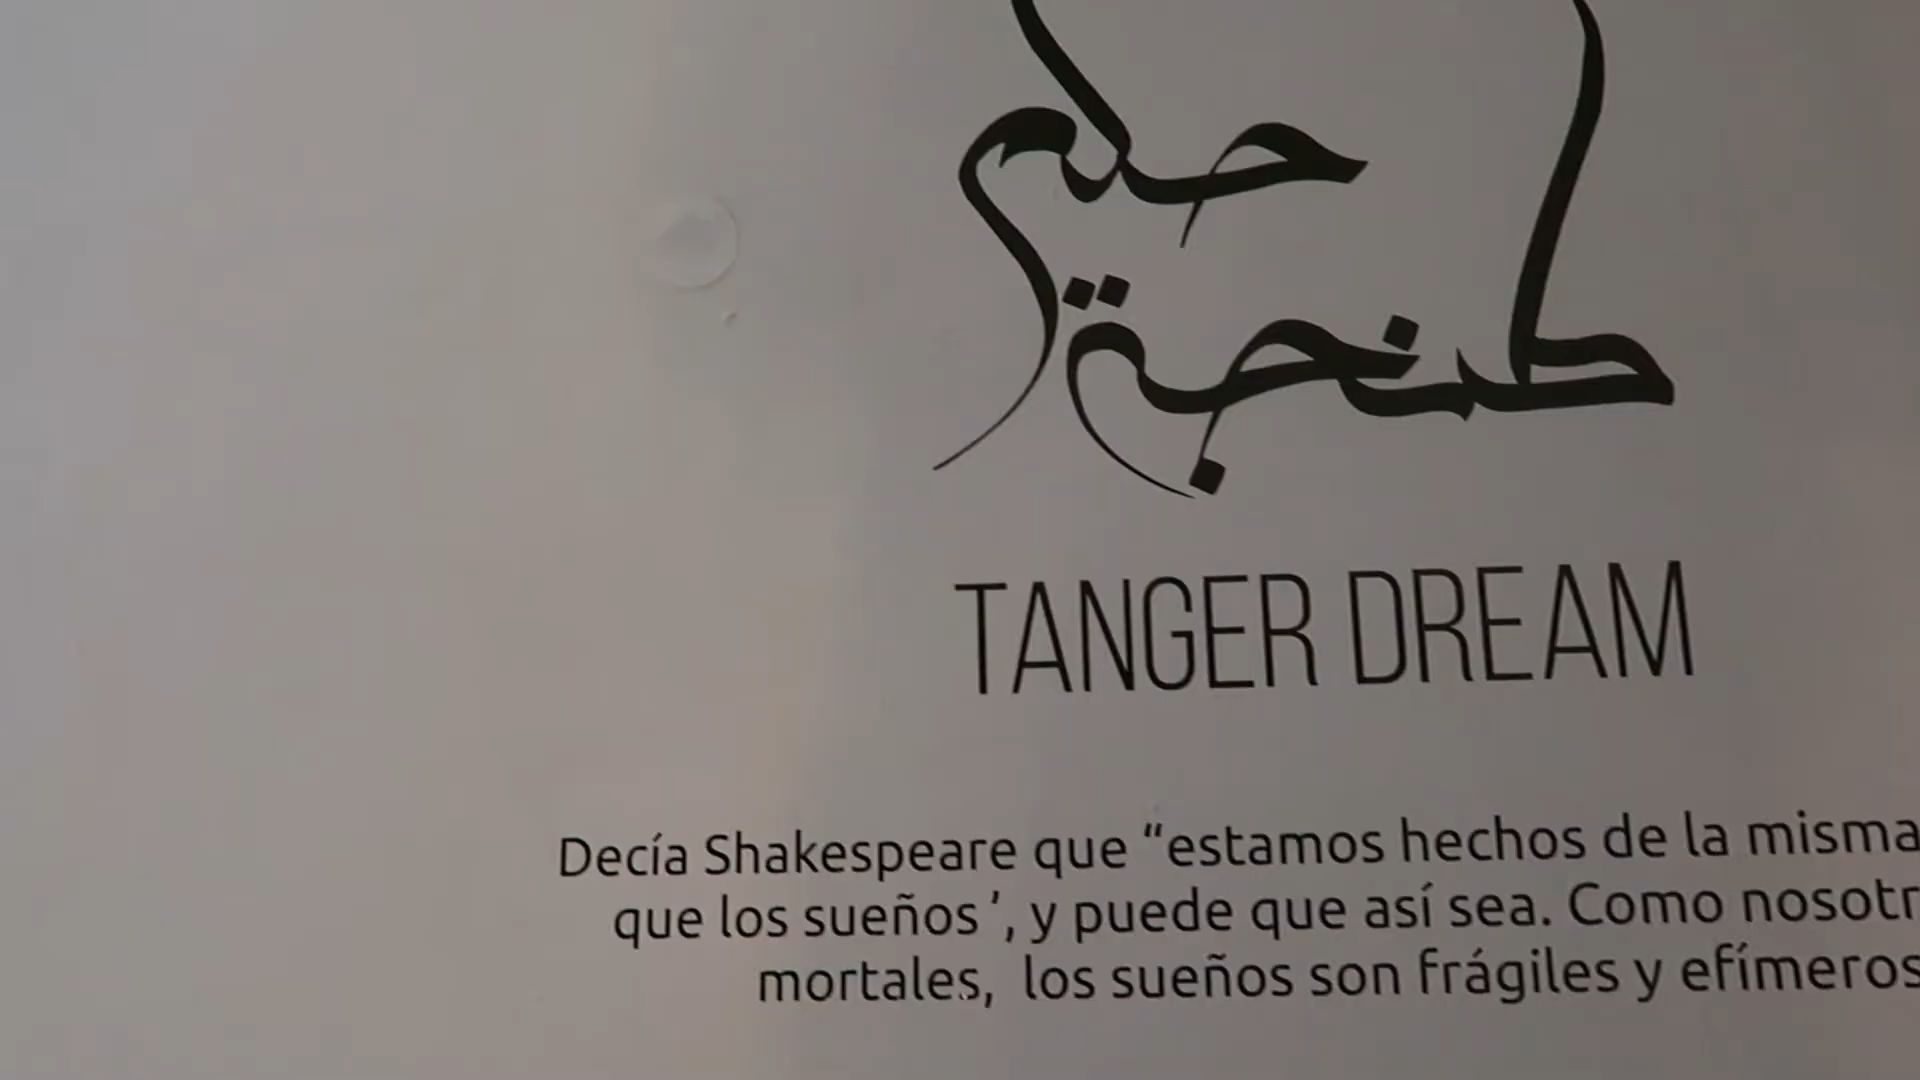 حلم
طنجة
TANGER DREAM
Decía Shakespeare que “estamos hechos de la misma
que los sueños’, y puede que así sea. Como nosotr
mortales, los sueños son frágiles y efímeros